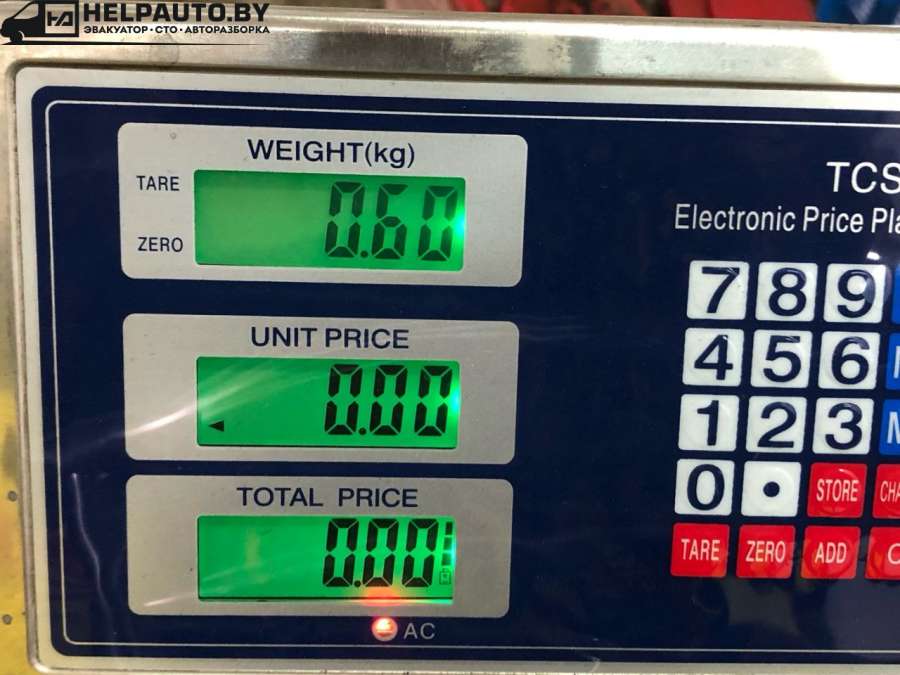 HELPAUTO.BY
ЭВАКУАТОР·СТО·АВТОРАЗБОРКА
WEIGHT(kg)
TARE
0.60
ZERO
UNIT PRICE
0.00
TOTAL PRICE
0.00
AC
TCS
Electronic Price Pla
7 8 9
4 5 6
1 2 3
0 • STORE CHA
TARE ZERO ADD